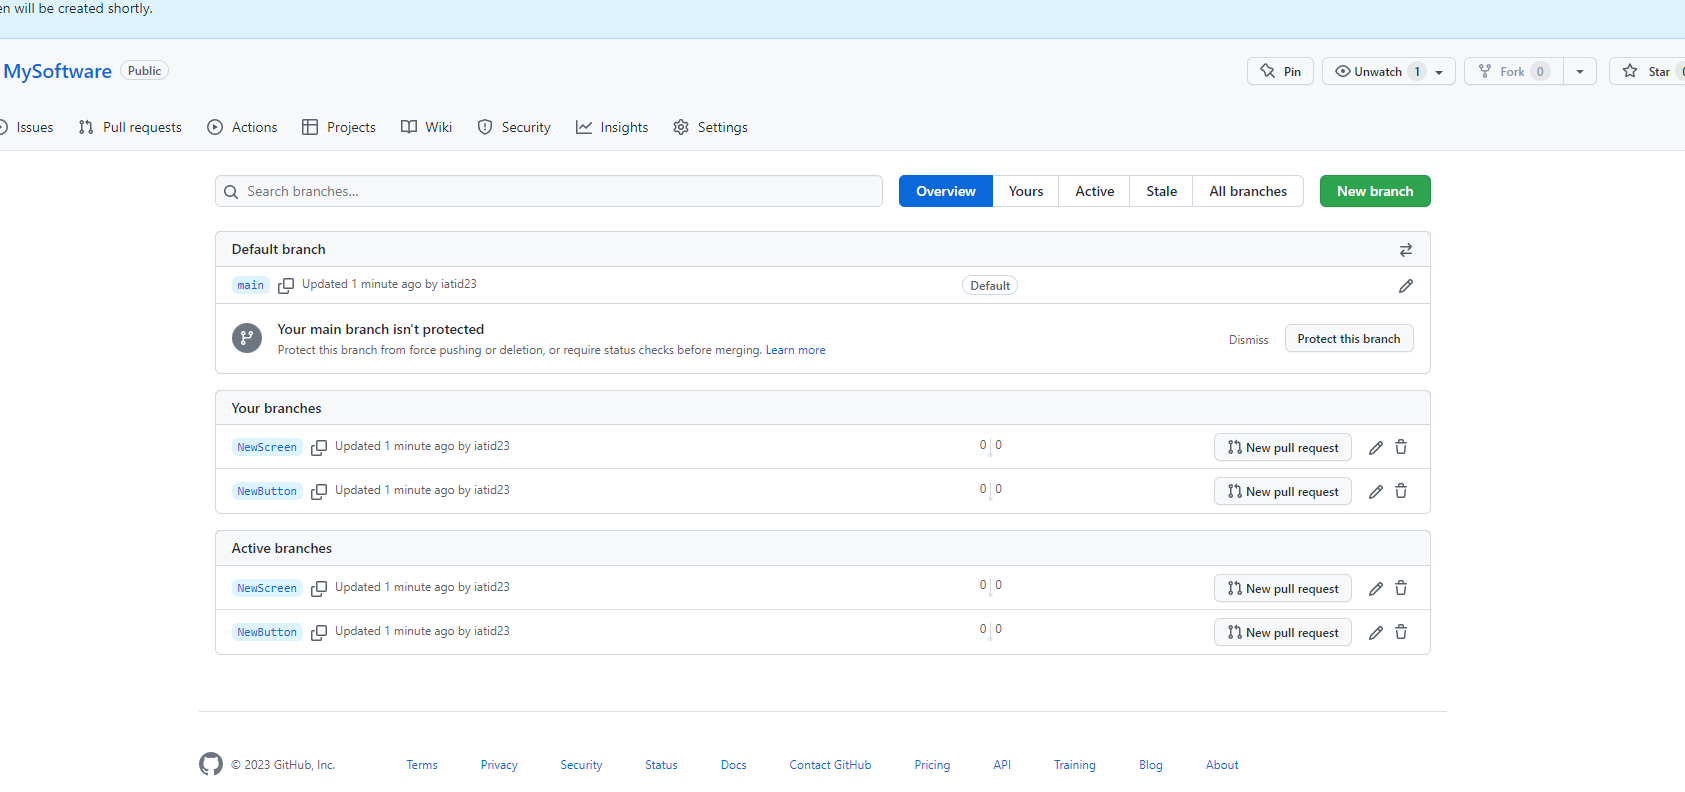 en will be created shortly.
MySoftware Public Pin Unwatch 1 Fork 0 Star
Issues Pull requests Actions Projects Wiki Security Insights Settings
Search branches... Overview Yours Active Stale All branches New branch
Default branch
main Updated 1 minute ago by iatid23 Default
Your main branch isn't protected
Protect this branch from force pushing or deletion, or require status checks before merging. Learn more Dismiss Protect this branch
Your branches
NewScreen Updated 1 minute ago by iatid23 0 0 New pull request
NewButton Updated 1 minute ago by iatid23 0 0 New pull request
Active branches
NewScreen Updated 1 minute ago by iatid23 0 0 New pull request
NewButton Updated 1 minute ago by iatid23 0 0 New pull request
© 2023 GitHub, Inc. Terms Privacy Security Status Docs Contact GitHub Pricing API Training Blog About